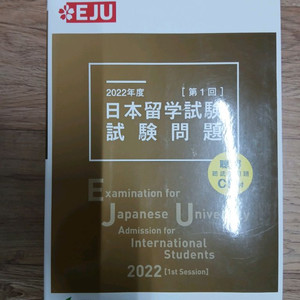 EJU
2022年度 [第1回]
日本留学試験
試験問題
Examination for
Japanese University
Admission for
International
Students
2022 [1st Session]